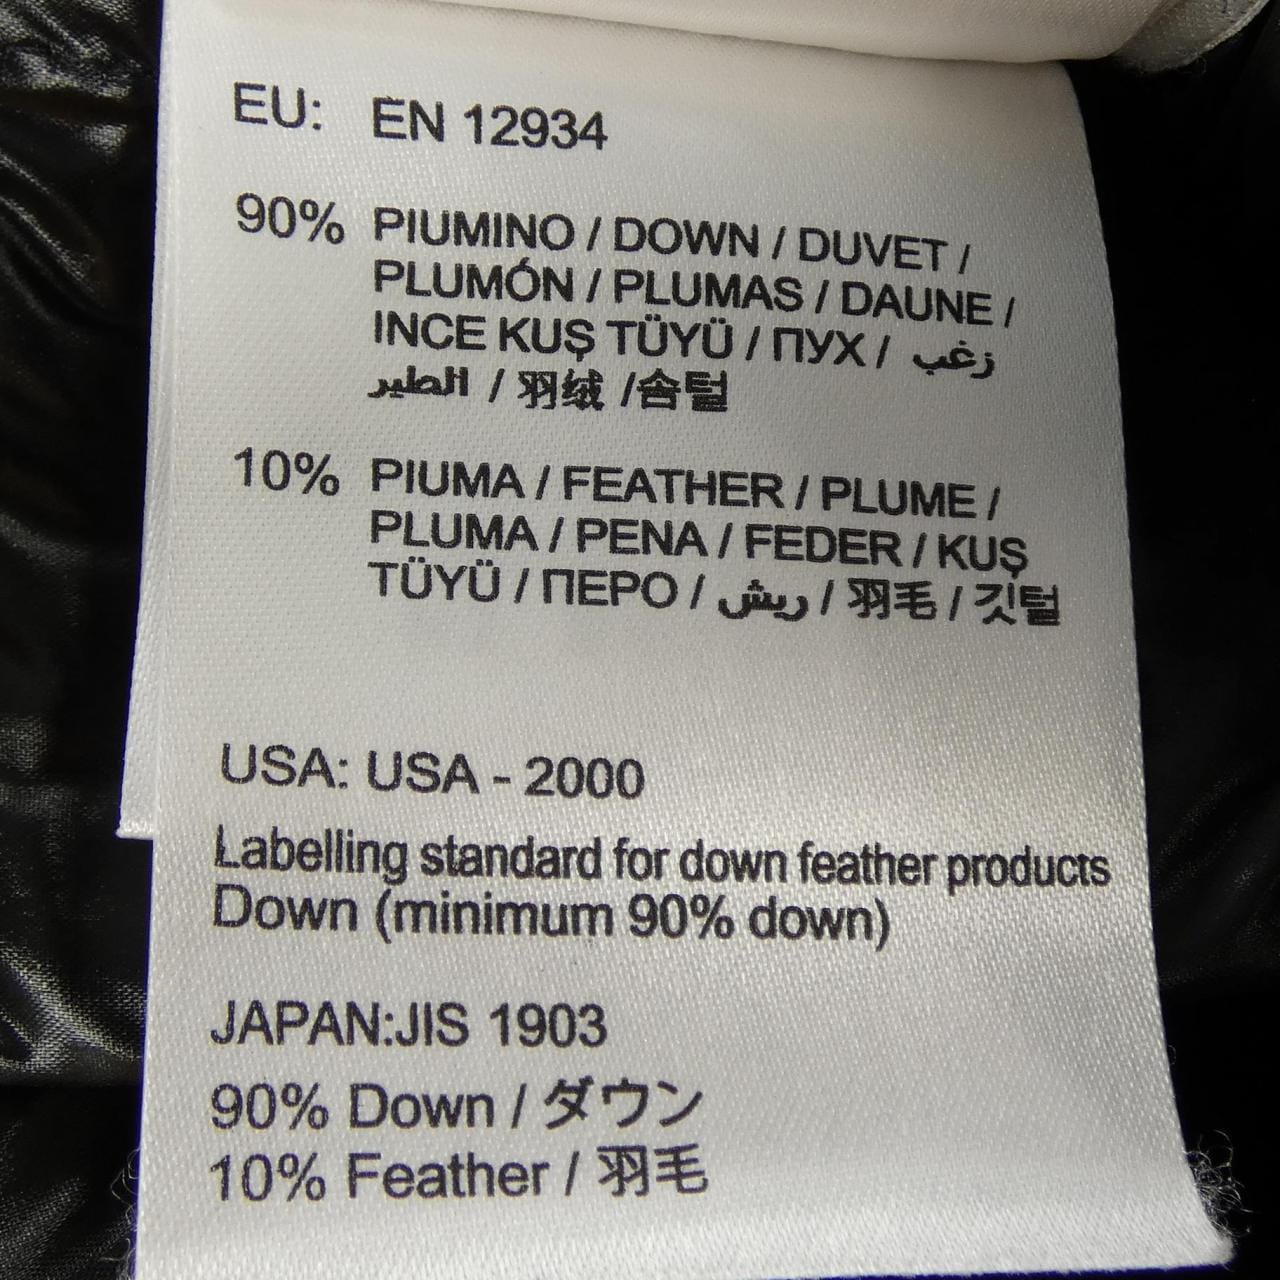 EU: EN 12934
90% PIUMINO / DOWN / DUVET /
PLUMÓN / PLUMAS / DAUNE /
INCE KUŞ TÜYÜ / ПУХ / زغب
الطير / 羽绒 /솜털
10% PIUMA / FEATHER / PLUME /
PLUMA / PENA / FEDER / KUŞ
TÜYÜ / ПЕРО / ريش / 羽毛 / 깃털
USA: USA - 2000
Labelling standard for down feather products
Down (minimum 90% down)
JAPAN:JIS 1903
90% Down / ダウン
10% Feather / 羽毛